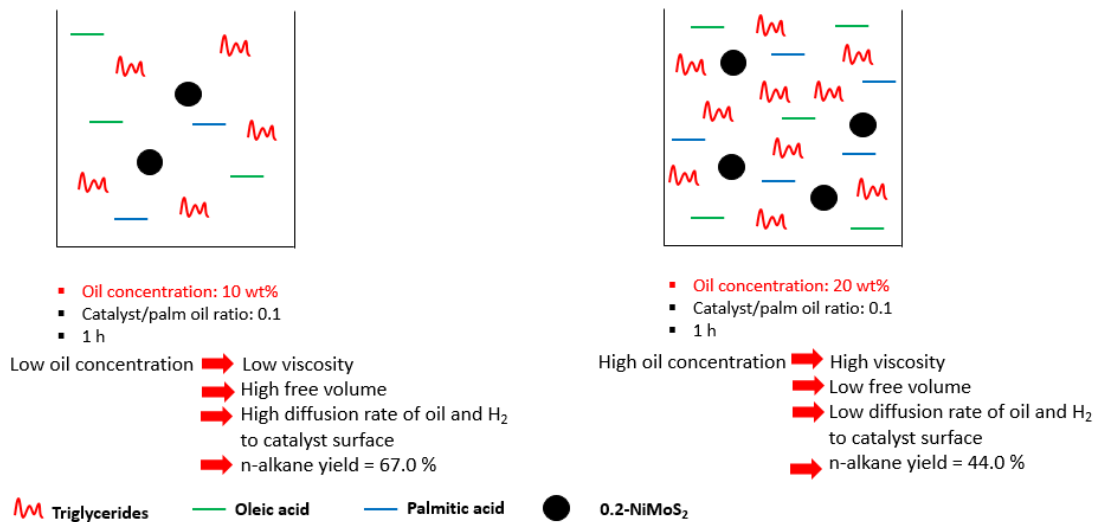 ▪ Oil concentration: 10 wt%
▪ Catalyst/palm oil ratio: 0.1
▪ 1 h
Low oil concentration Low viscosity
High free volume
High diffusion rate of oil and H₂
to catalyst surface
n-alkane yield = 67.0 %
▪ Oil concentration: 20 wt%
▪ Catalyst/palm oil ratio: 0.1
▪ 1 h
High oil concentration High viscosity
Low free volume
Low diffusion rate of oil and H₂
to catalyst surface
n-alkane yield = 44.0 %
Triglycerides Oleic acid Palmitic acid 0.2-NiMoS₂